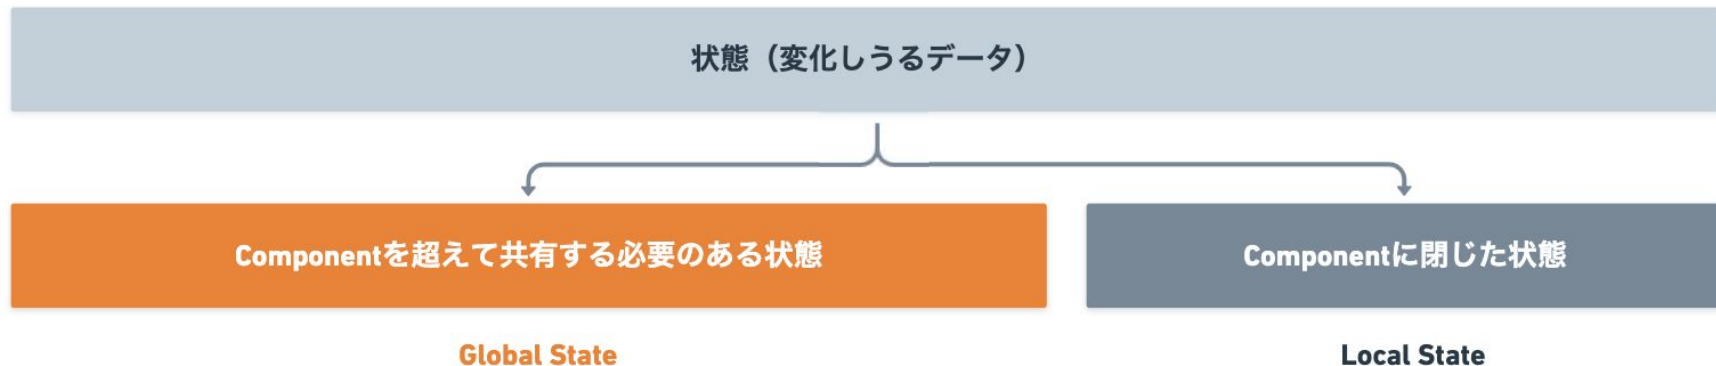 状態（変化しうるデータ）
Componentを超えて共有する必要のある状態
Componentに閉じた状態
Global State
Local State